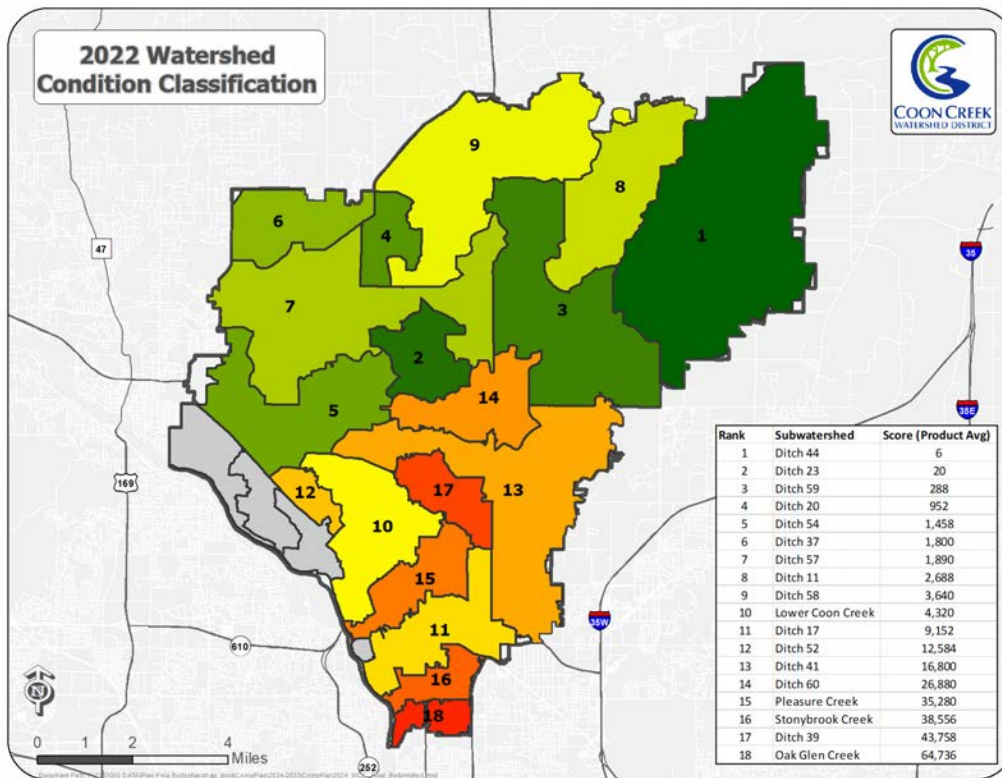 2022 Watershed
Condition Classification
COON CREEK
WATERSHED DISTRICT
9
8
1
6
4
47
35
7
3
2
14
35E
5
169
12
17
13
10
15
35W
11
610
16
N
18
0 2 4
Miles
252
Rank Subwatershed Score (Product Avg)
1 Ditch 44 6
2 Ditch 23 20
3 Ditch 59 288
4 Ditch 20 952
5 Ditch 54 1,458
6 Ditch 37 1,800
7 Ditch 57 1,890
8 Ditch 11 2,688
9 Ditch 58 3,640
10 Lower Coon Creek 4,320
11 Ditch 17 9,152
12 Ditch 52 12,584
13 Ditch 41 16,800
14 Ditch 60 26,880
15 Pleasure Creek 35,280
16 Stonybrook Creek 38,556
17 Ditch 39 43,758
18 Oak Glen Creek 64,736